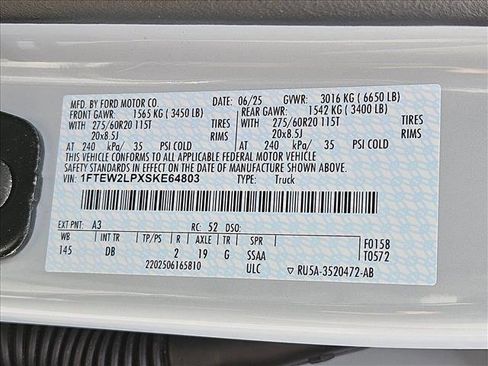 MFD. BY FORD MOTOR CO. DATE: 06/25 GVWR: 3016 KG ( 6650 LB)
FRONT GAWR: 1565 KG ( 3450 LB) REAR GAWR: 1542 KG ( 3400 LB)
WITH 275/60R20 115T TIRES WITH 275/60R20 115T TIRES
20x8.5J RIMS 20x8.5J RIMS
AT 240 kPa/ 35 PSI COLD AT 240 kPa/ 35 PSI COLD
THIS VEHICLE CONFORMS TO ALL APPLICABLE FEDERAL MOTOR VEHICLE
SAFETY STANDARDS IN EFFECT ON THE DATE OF MANUFACTURE SHOWN ABOVE.
VIN: 1FTEW2LPXSKE64803 TYPE: Truck
EXT PNT: A3 RC: 52 DSO:
WB INT TR TP/PS R AXLE TR SPR F0158
145 DB 2 19 G SSAA T0572
2202506165810 ULC RU5A-3520472-AB